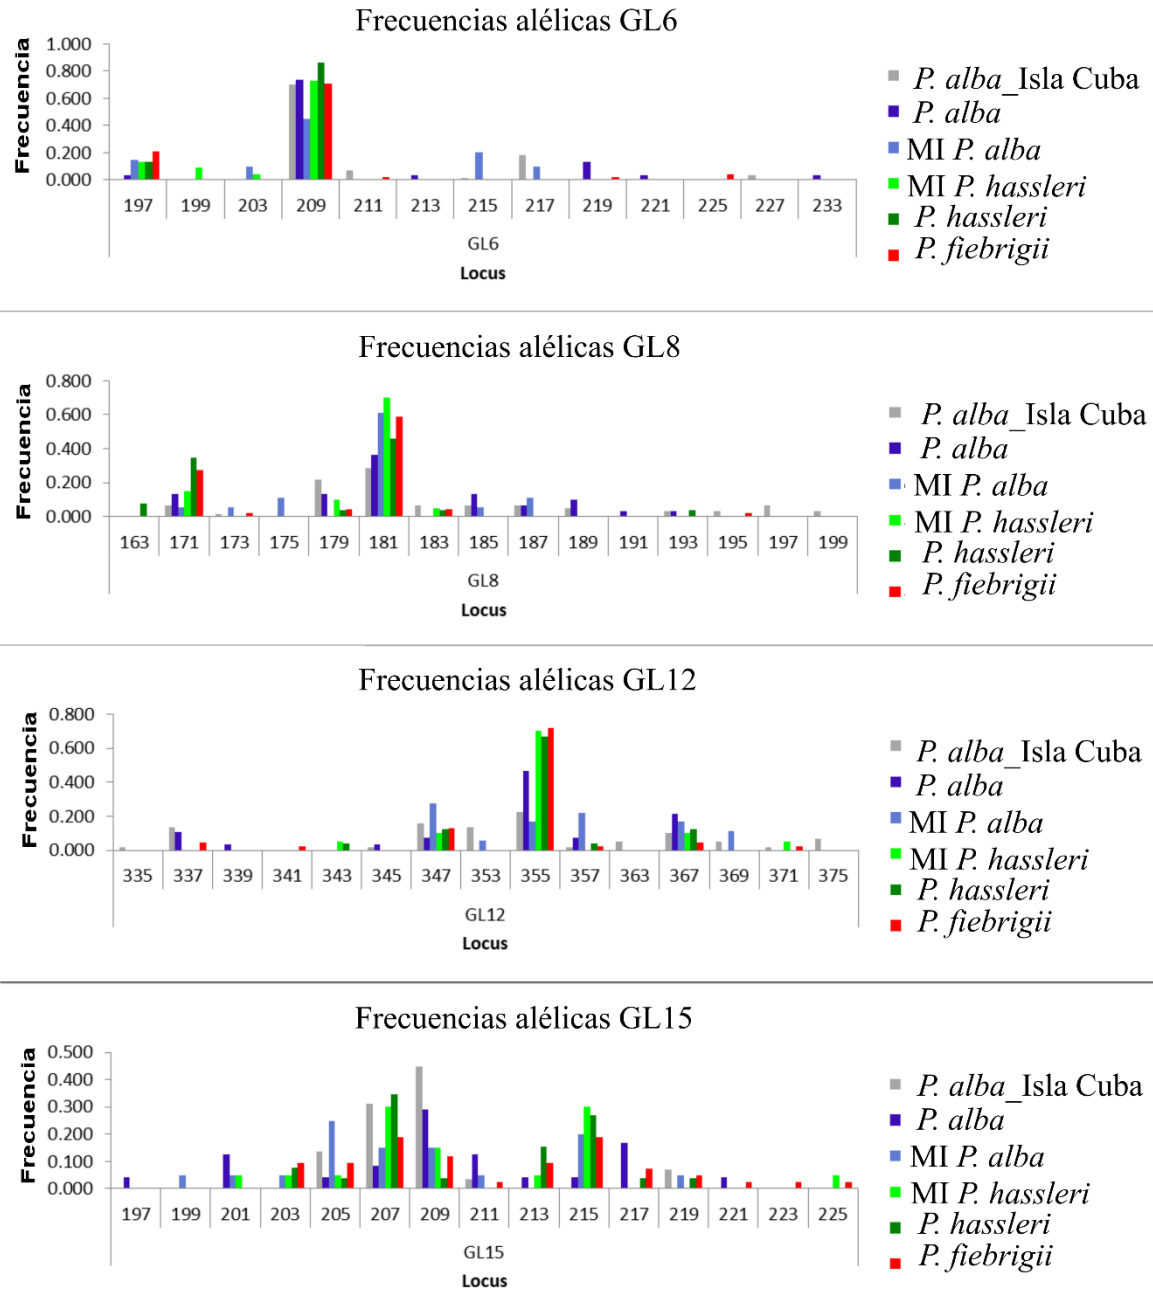 Frecuencias alélicas GL6
Frecuencia
1.000
0.800
0.600
0.400
0.200
0.000
197 199 203 209 211 213 215 217 219 221 225 227 233
GL6
Locus
P. alba_Isla Cuba
P. alba
MI P. alba
MI P. hassleri
P. hassleri
P. fiebrigii
Frecuencias alélicas GL8
Frecuencia
0.800
0.600
0.400
0.200
0.000
163 171 173 175 179 181 183 185 187 189 191 193 195 197 199
GL8
Locus
P. alba_Isla Cuba
P. alba
MI P. alba
MI P. hassleri
P. hassleri
P. fiebrigii
Frecuencias alélicas GL12
Frecuencia
0.800
0.600
0.400
0.200
0.000
335 337 339 341 343 345 347 353 355 357 363 367 369 371 375
GL12
Locus
P. alba_Isla Cuba
P. alba
MI P. alba
MI P. hassleri
P. hassleri
P. fiebrigii
Frecuencias alélicas GL15
Frecuencia
0.500
0.400
0.300
0.200
0.100
0.000
197 199 201 203 205 207 209 211 213 215 217 219 221 223 225
GL15
Locus
P. alba_Isla Cuba
P. alba
MI P. alba
MI P. hassleri
P. hassleri
P. fiebrigii